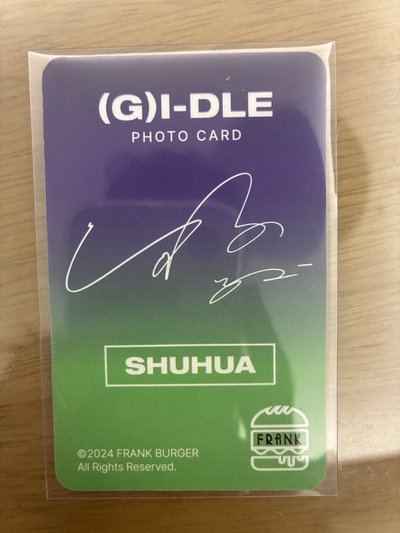 (G)I-DLE
PHOTO CARD
SHUHUA
FRANK
©2024 FRANK BURGER
All Rights Reserved.